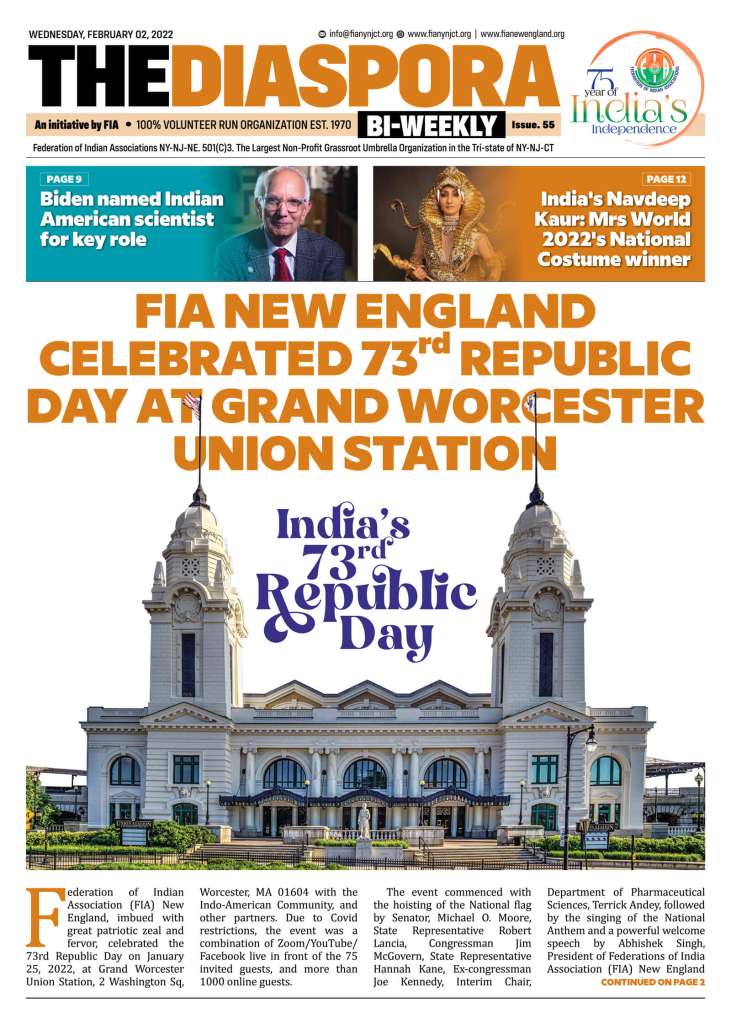 WEDNESDAY, FEBRUARY 02, 2022
info@fianynjct.org www.fianynjct.org | www.fianewengland.org
THEDIASPORA
An initiative by FIA • 100% VOLUNTEER RUN ORGANIZATION EST. 1970
BI-WEEKLY
Issue. 55
75
year of
India's
Independence
Federation of Indian Associations NY-NJ-NE. 501(C)3. The Largest Non-Profit Grassroot Umbrella Organization in the Tri-state of NY-NJ-CT
PAGE 9
Biden named Indian
American scientist
for key role
PAGE 12
India's Navdeep
Kaur: Mrs World
2022's National
Costume winner
FIA NEW ENGLAND
CELEBRATED 73rd REPUBLIC
DAY AT GRAND WORCESTER
UNION STATION
India's
73rd
Republic
Day
Federation of Indian
Association (FIA) New
England, imbued with
great patriotic zeal and
fervor, celebrated the
73rd Republic Day on January
25, 2022, at Grand Worcester
Union Station, 2 Washington Sq,
Worcester, MA 01604 with the
Indo-American Community, and
other partners. Due to Covid
restrictions, the event was a
combination of Zoom/YouTube/
Facebook live in front of the 75
invited guests, and more than
1000 online guests.
The event commenced with
the hoisting of the National flag
by Senator, Michael O. Moore,
State Representative Robert
Lancia, Congressman Jim
McGovern, State Representative
Hannah Kane, Ex-congressman
Joe Kennedy, Interim Chair,
Department of Pharmaceutical
Sciences, Terrick Andey, followed
by the singing of the National
Anthem and a powerful welcome
speech by Abhishek Singh,
President of Federations of India
Association (FIA) New England
CONTINUED ON PAGE 2